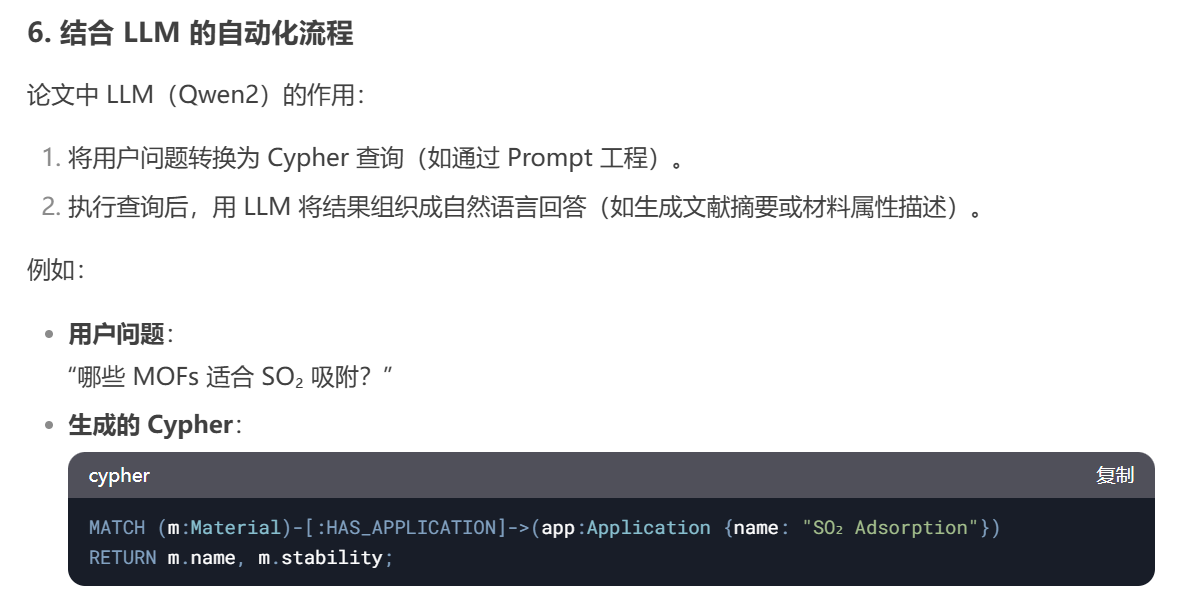 6. 结合 LLM 的自动化流程
论文中 LLM（Qwen2）的作用：
1. 将用户问题转换为 Cypher 查询（如通过 Prompt 工程）。
2. 执行查询后，用 LLM 将结果组织成自然语言回答（如生成文献摘要或材料属性描述）。
例如：
• 用户问题：
“哪些 MOFs 适合 SO₂ 吸附？”
• 生成的 Cypher：
cypher 复制
MATCH (m:Material)-[:HAS_APPLICATION]->(app:Application {name: "SO₂ Adsorption"})
RETURN m.name, m.stability;